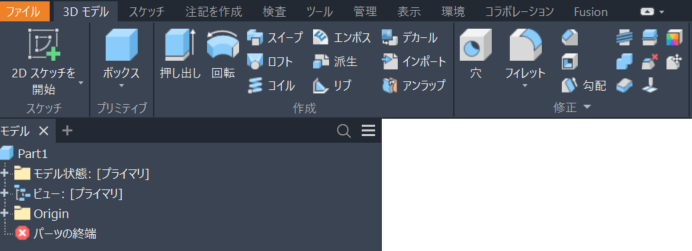 ファイル 3D モデル スケッチ 注記を作成 検査 ツール 管理 表示 環境 コラボレーション Fusion
2D スケッチを開始
ボックス
押し出し
回転
スイープ エンボス デカール
ロフト 派生 インポート
コイル リブ アンラップ
穴
フィレット
勾配
スケッチ プリミティブ 作成 修正
モデル
Part1
モデル状態: [プライマリ]
ビュー: [プライマリ]
Origin
パーツの終端